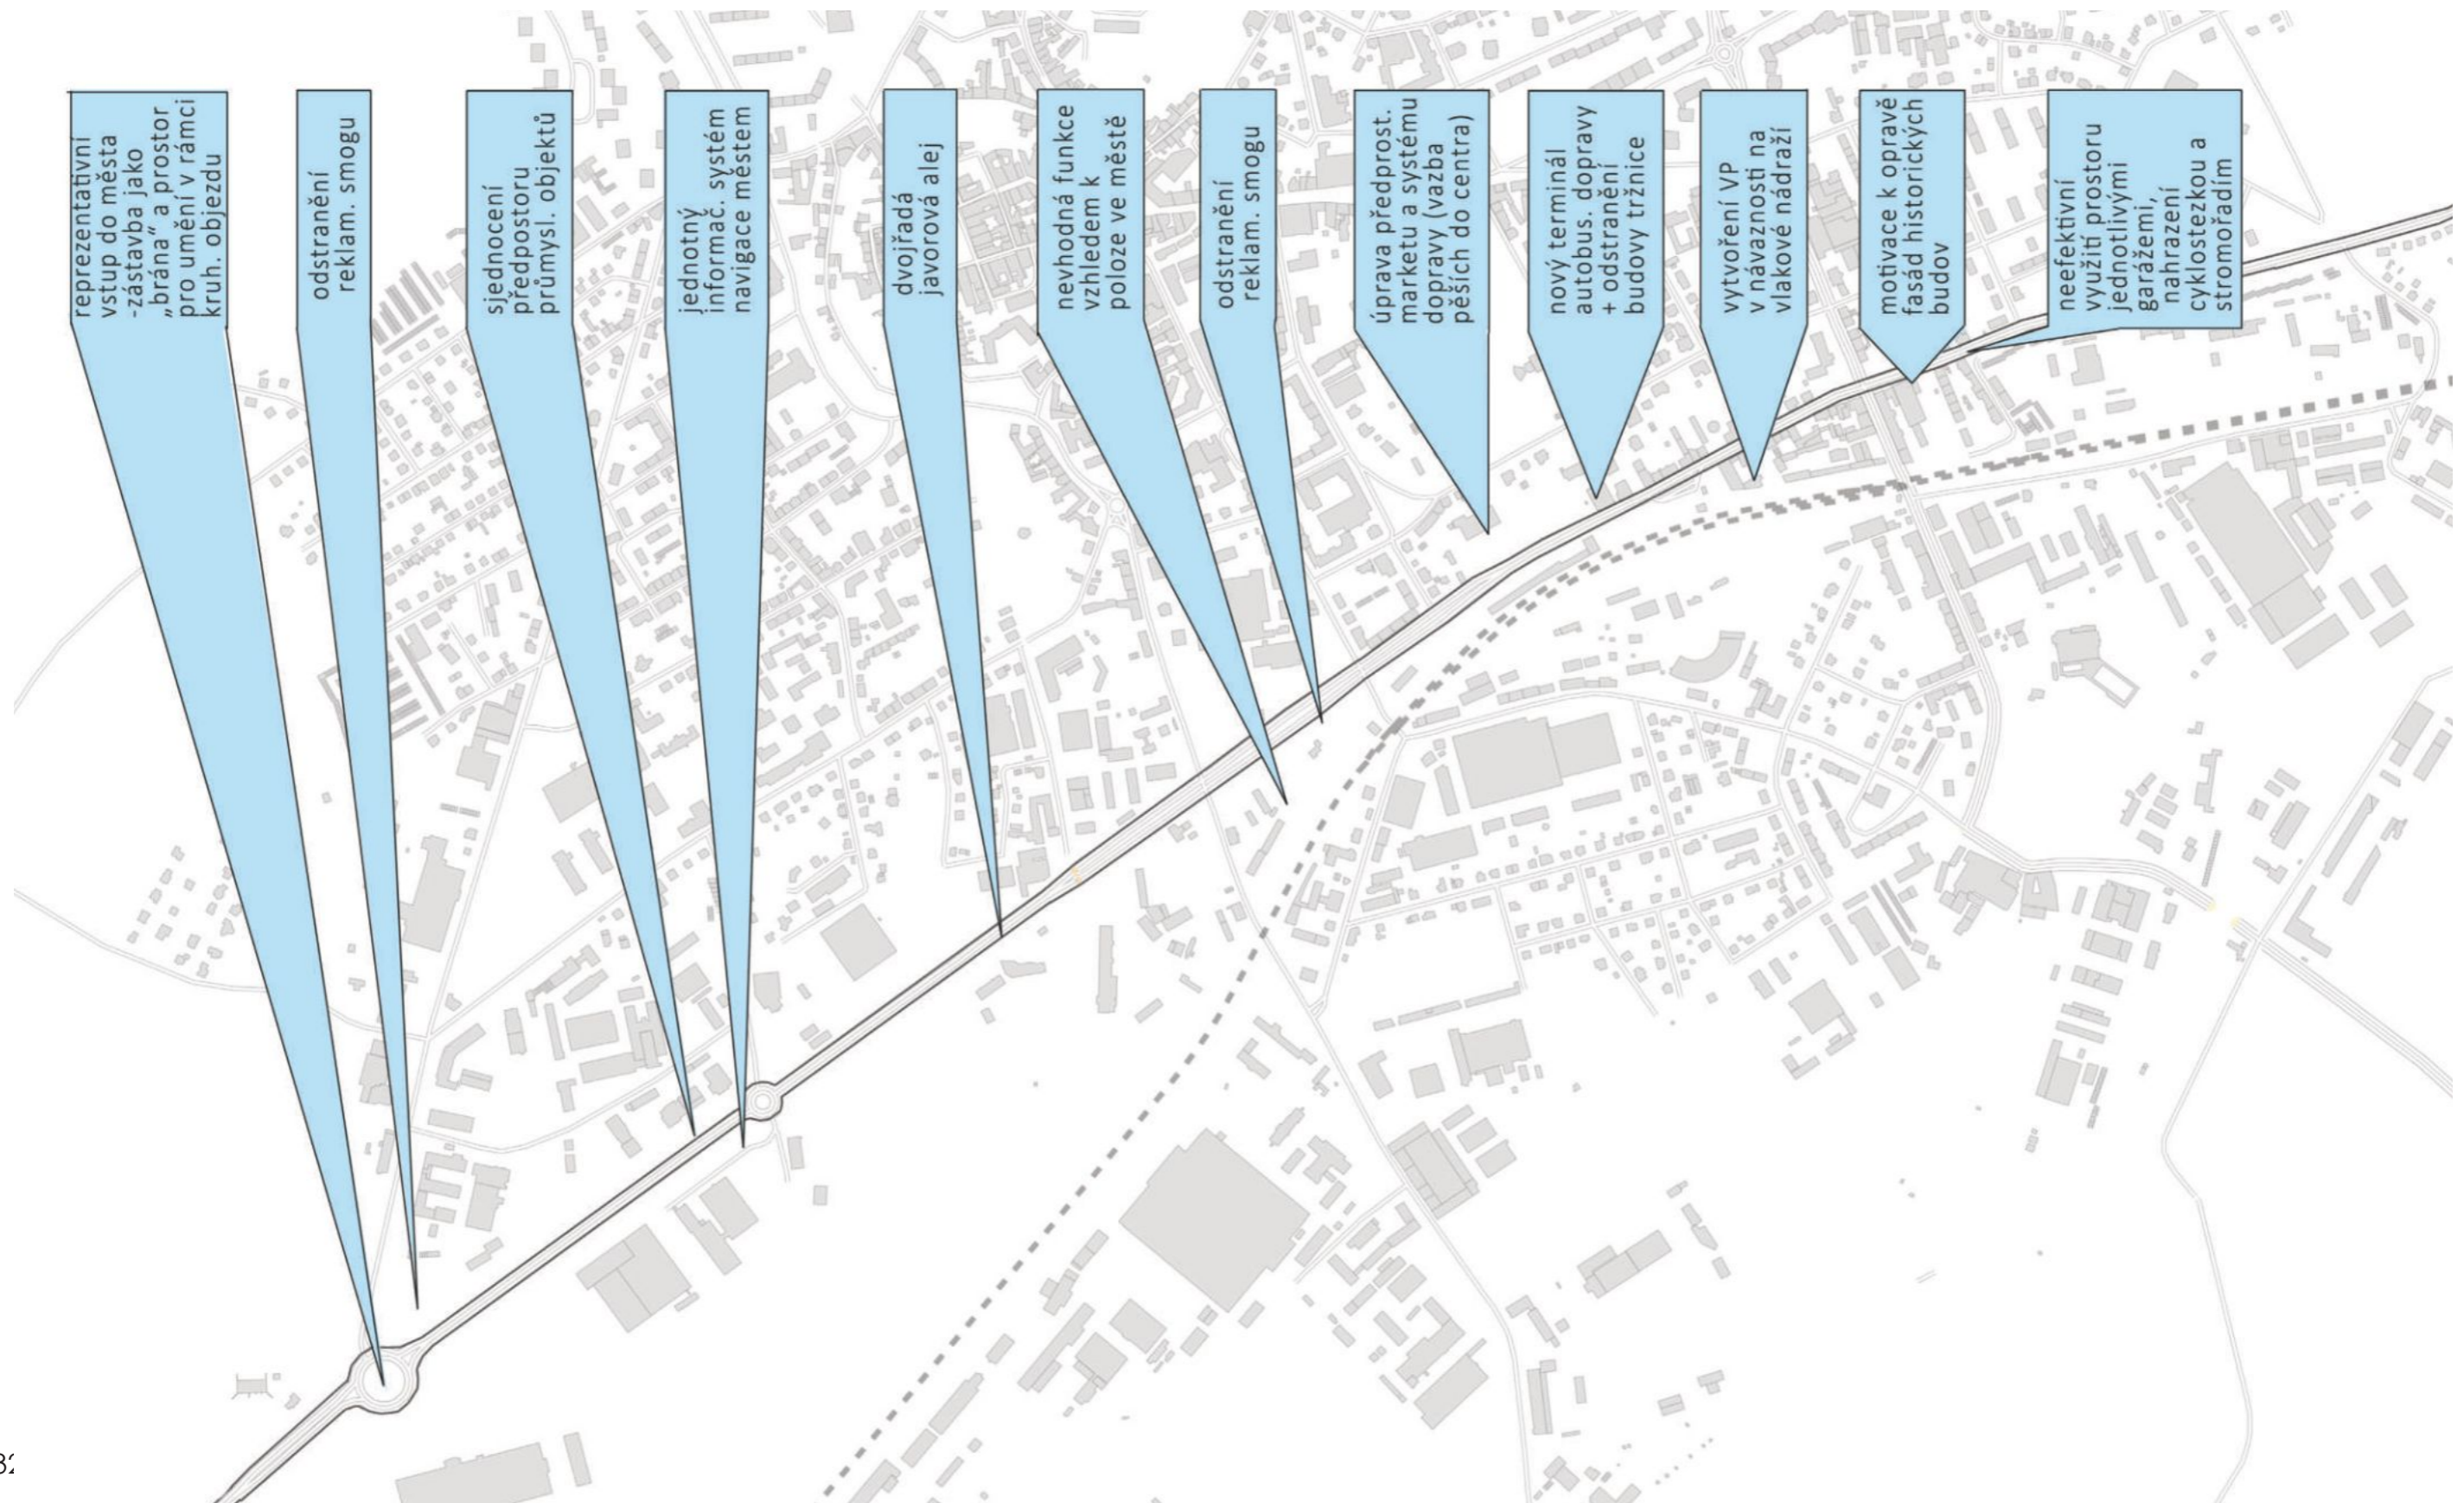 reprezentativní
vstup do města
-zástavba jako
„brána“ a prostor
pro umění v rámci
kruh. objezdu
odstranění
reklam. smogu
sjednocení
předpostoru
průmysl. objektů
jednotný
informač. systém
navigace městem
dvojřadá
javorová alej
nevhodná funkce
vzhledem k
poloze ve městě
odstranění
reklam. smogu
úprava předprost.
marketu a systému
dopravy (vazba
pěších do centra)
nový terminál
autobus. dopravy
+ odstranění
budovy tržnice
vytvoření VP
v návaznosti na
vlakové nádraží
motivace k opravě
fasád historických
budov
neefektivní
využití prostoru
jednotlivými
garážemi,
nahrazení
cyklostezkou a
stromořadím